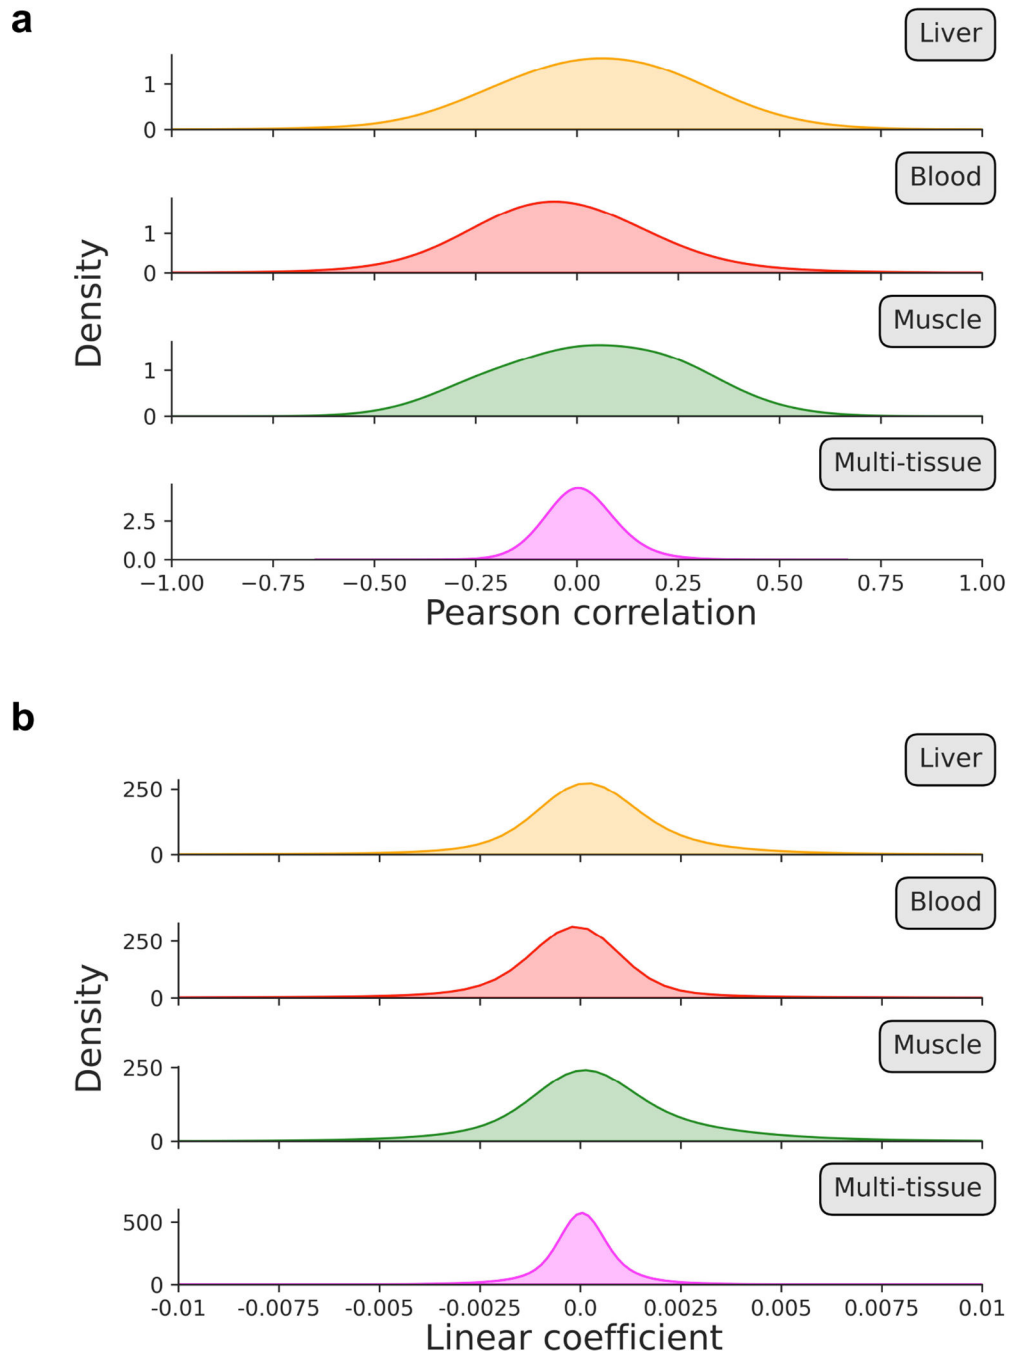 a
Liver
1
0
Blood
1
0
Muscle
1
0
Multi-tissue
2.5
0.0
Density
−1.00 −0.75 −0.50 −0.25 0.00 0.25 0.50 0.75 1.00
Pearson correlation
b
Liver
250
0
Blood
250
0
Muscle
250
0
Multi-tissue
500
0
Density
-0.01 -0.0075 -0.005 -0.0025 0.0 0.0025 0.005 0.0075 0.01
Linear coefficient